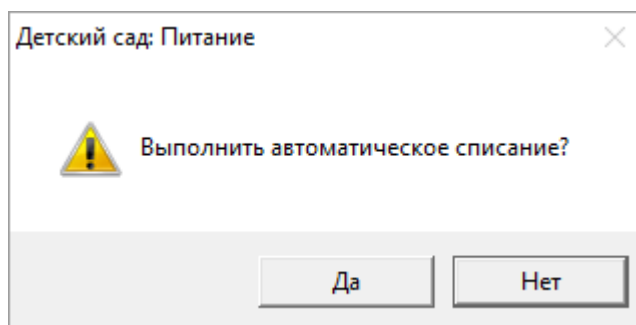 Детский сад: Питание
Выполнить автоматическое списание?
Да
Нет